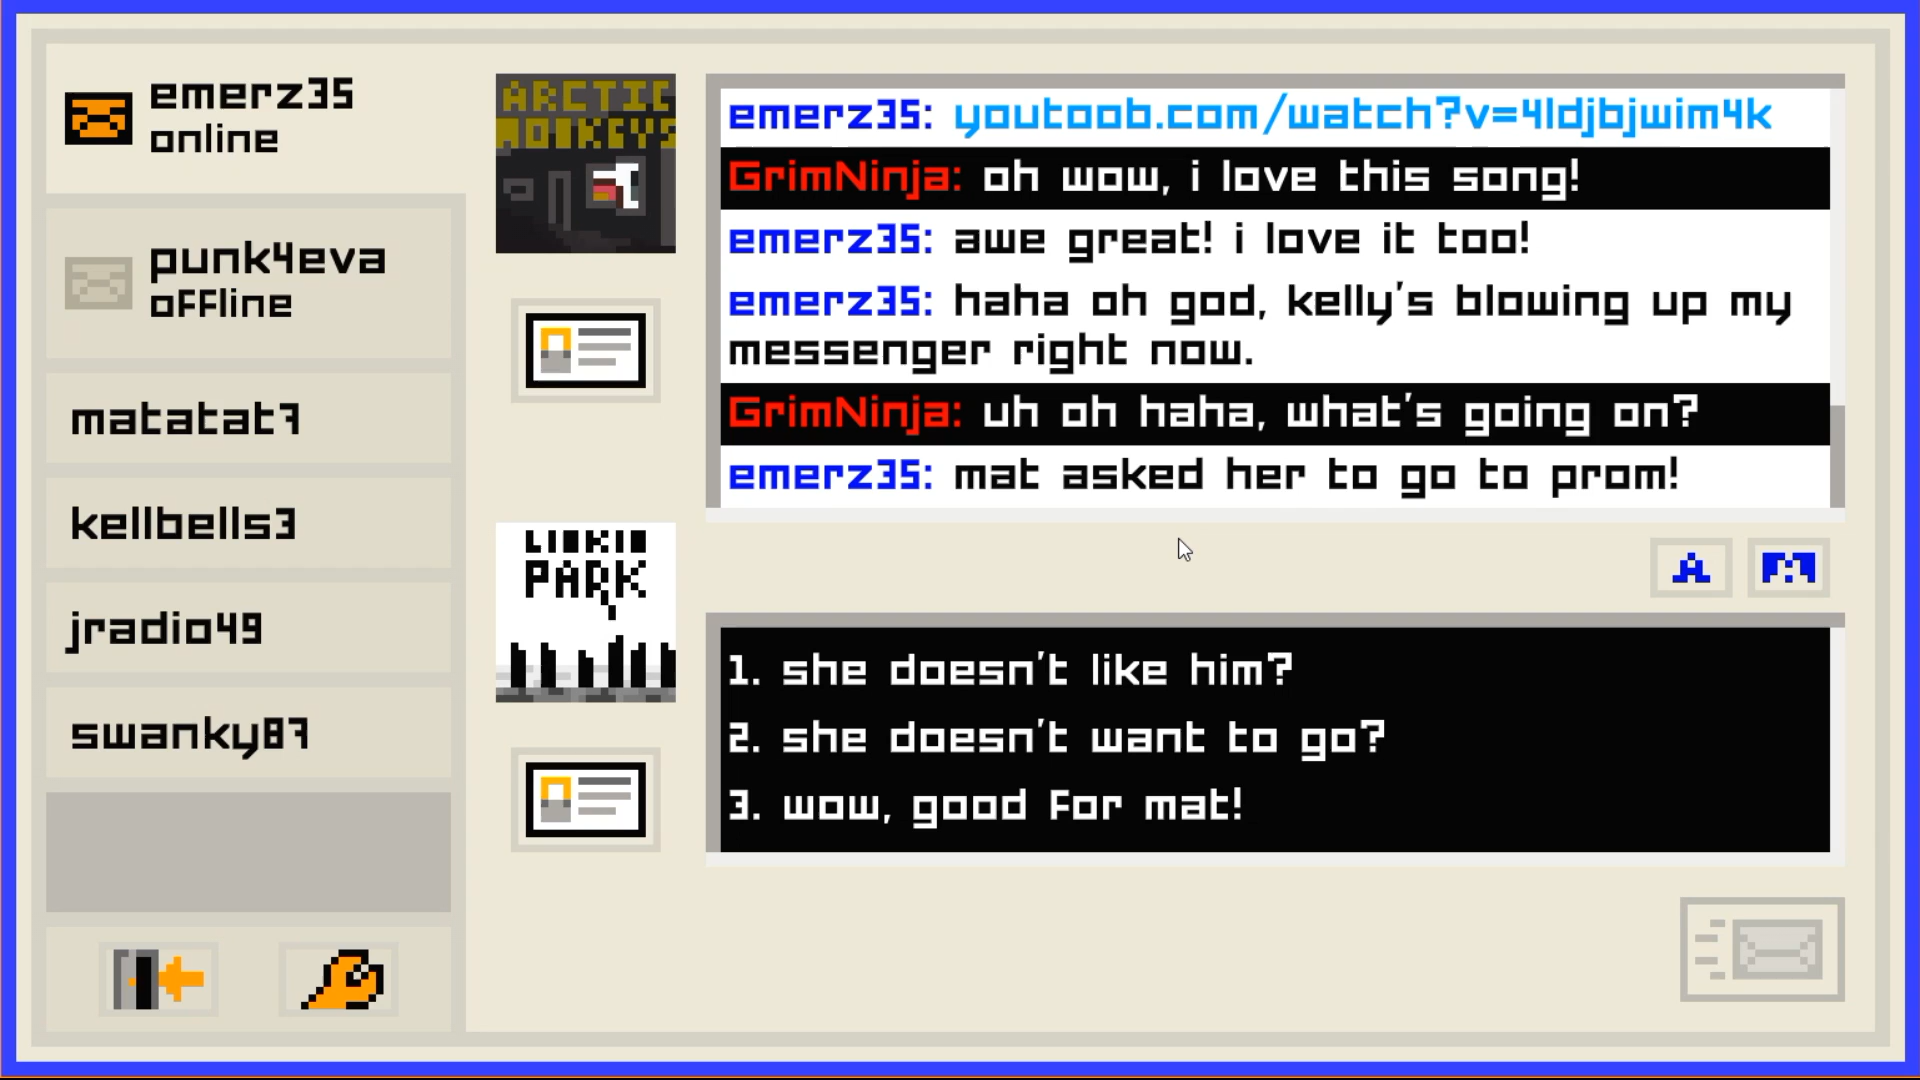 emerz35
online
punk4eva
offline
matatat7
kellbells3
jradio49
swanky87
ARCTIC
MONKEYS
LINKIN
PARK
emerz35: youtoob.com/watch?v=4ldjbjwim4k
GrimNinja: oh wow, i love this song!
emerz35: awe great! i love it too!
emerz35: haha oh god, kelly's blowing up my
messenger right now.
GrimNinja: uh oh haha, what's going on?
emerz35: mat asked her to go to prom!
A
1. she doesn't like him?
2. she doesn't want to go?
3. wow, good for mat!